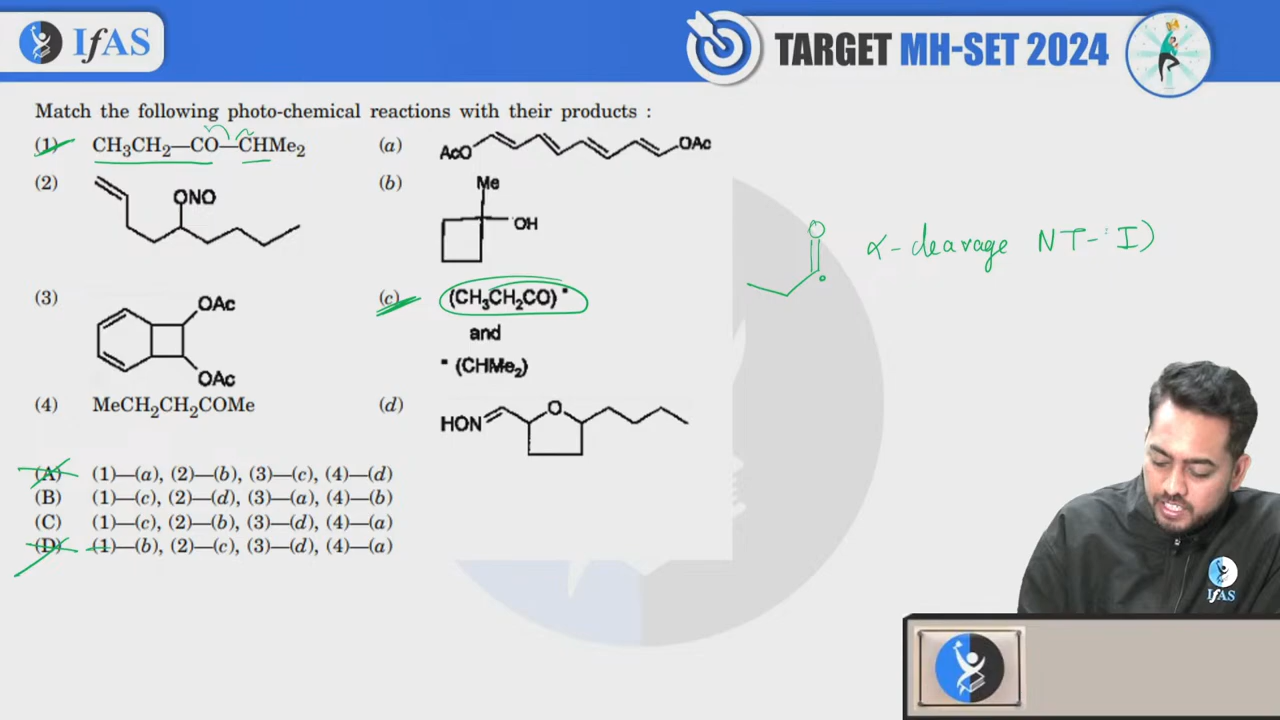 IfAS
TARGET MH-SET 2024
Match the following photo-chemical reactions with their products :
(1) CH₃CH₂—CO—CHMe₂ (a) AcO OAc
(2) ONO (b) Me OH
(3) OAc OAc (c) (CH₃CH₂CO)• and •(CHMe₂)
(4) MeCH₂CH₂COMe (d) HON O
(A) (1)—(a), (2)—(b), (3)—(c), (4)—(d)
(B) (1)—(c), (2)—(d), (3)—(a), (4)—(b)
(C) (1)—(c), (2)—(b), (3)—(d), (4)—(a)
(D) (1)—(b), (2)—(c), (3)—(d), (4)—(a)
O α-cleavage NT-I)
IfAS